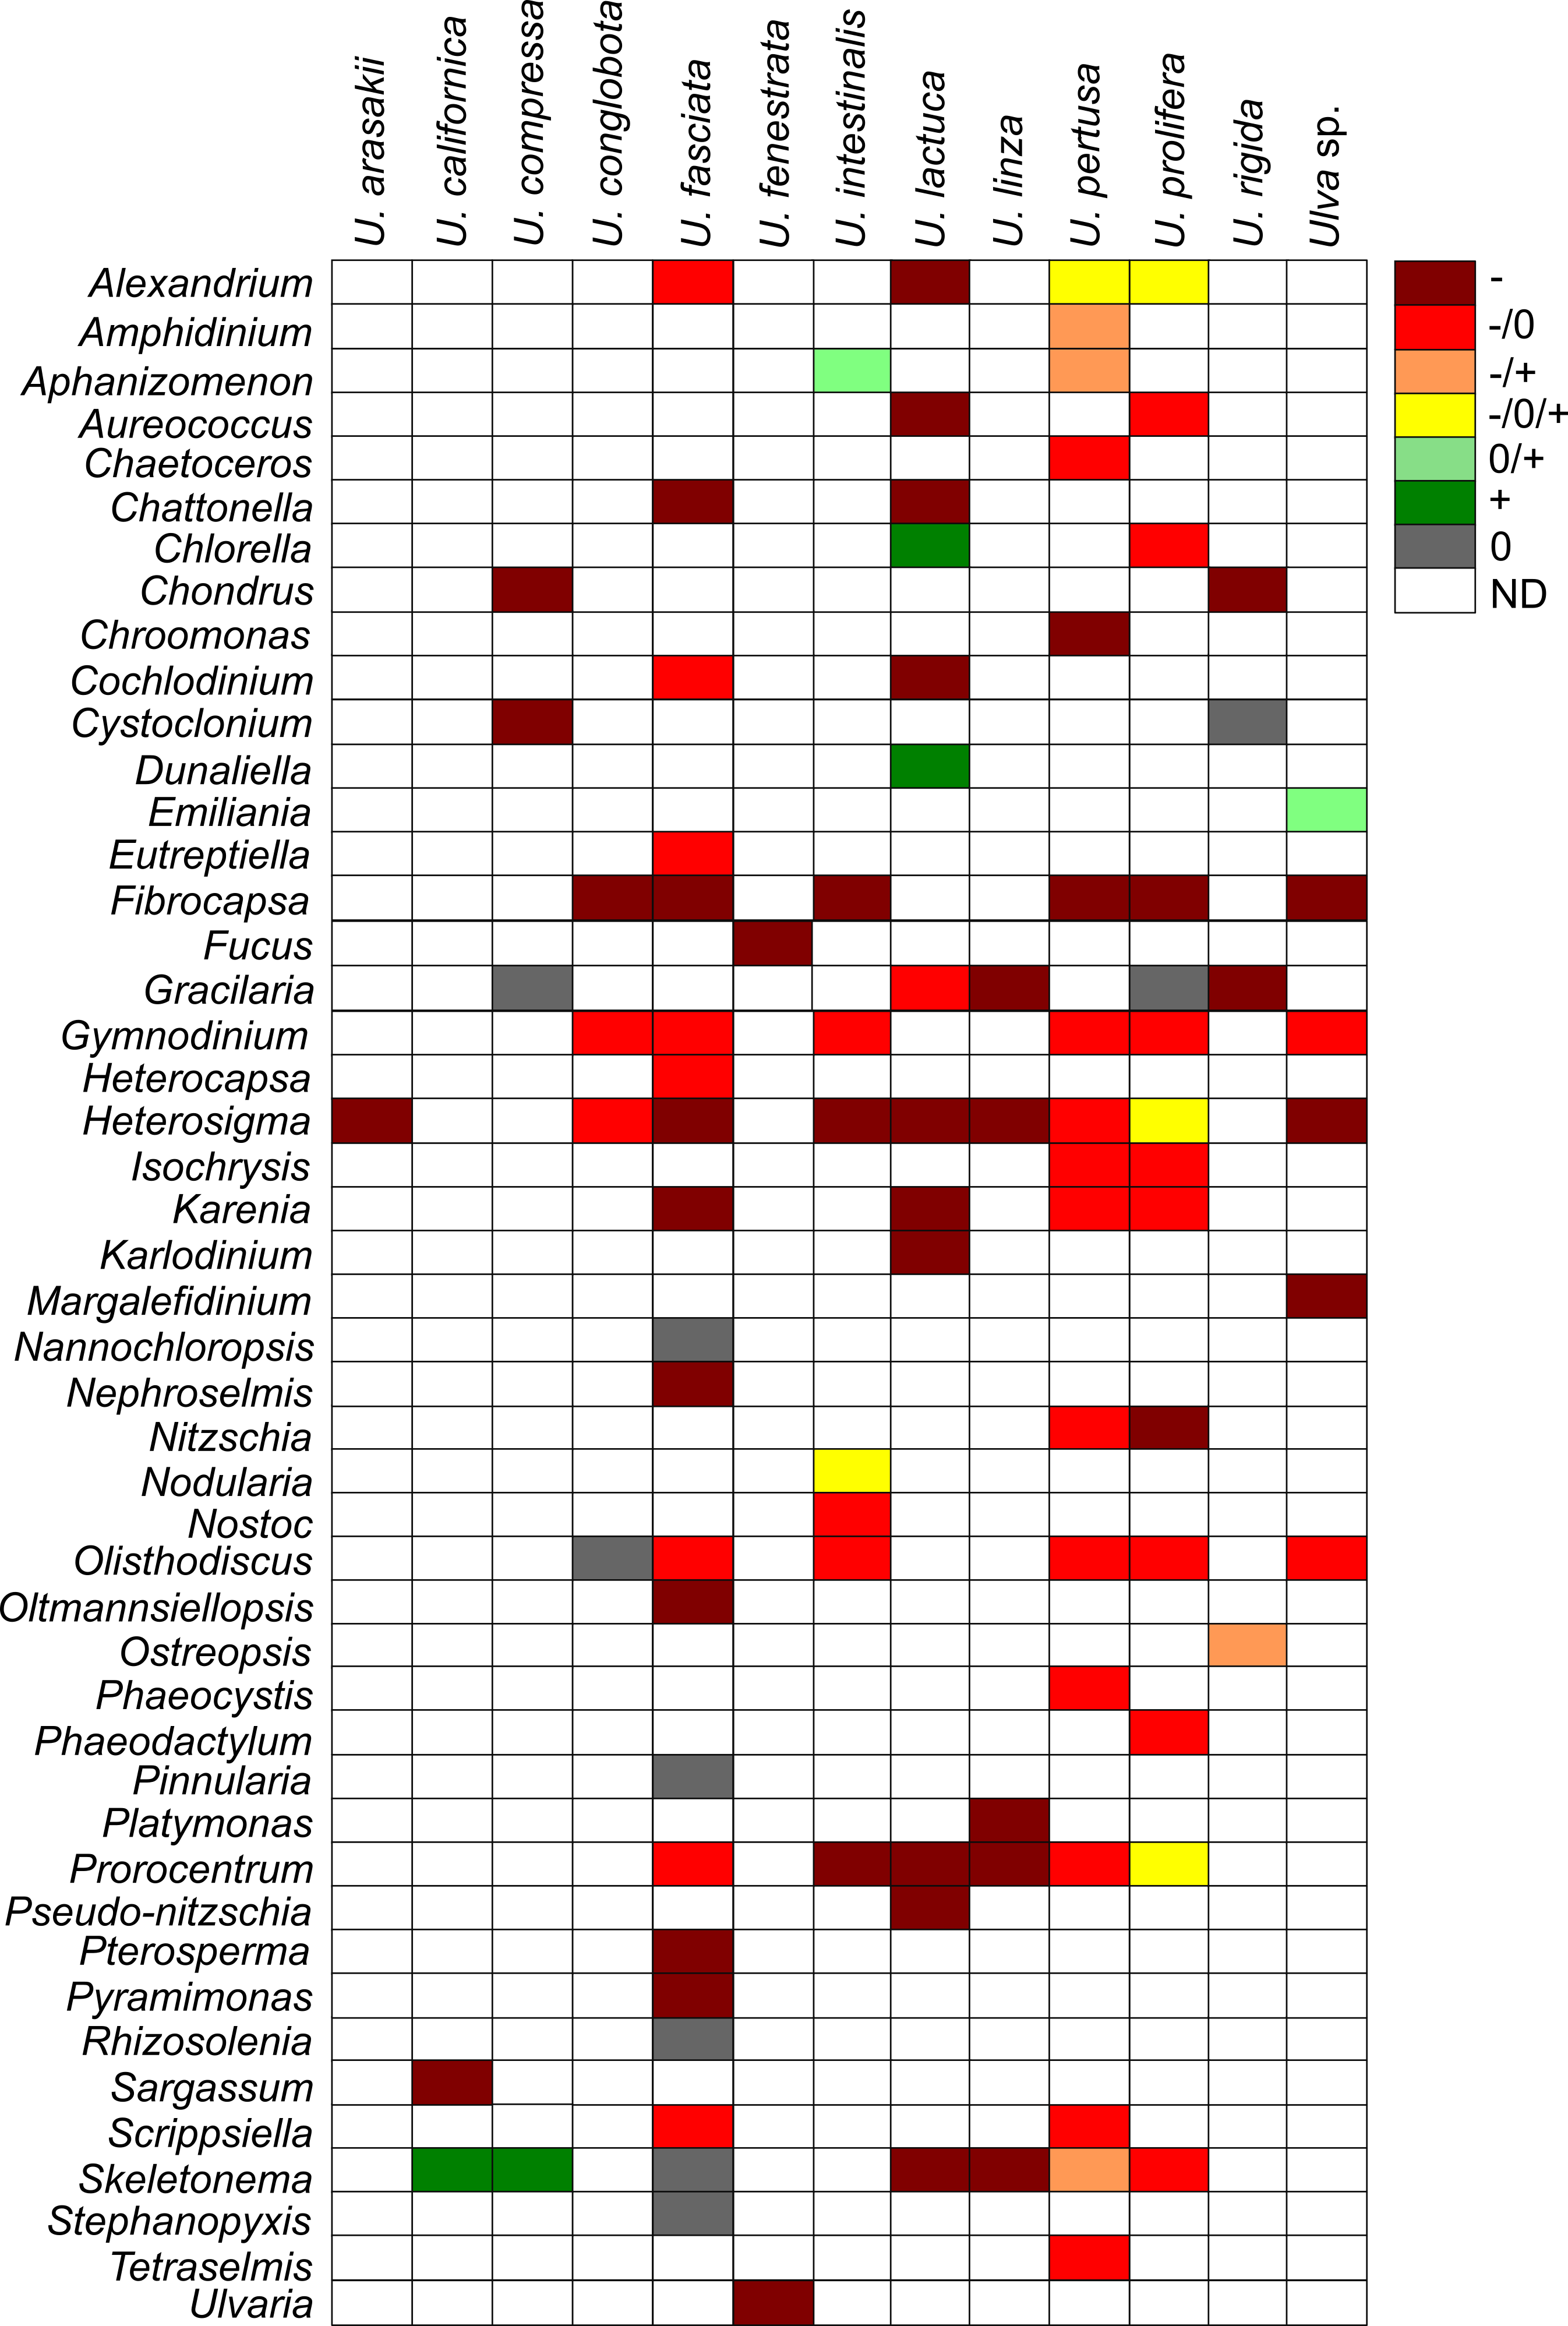 U. arasakii
U. californica
U. compressa
U. conglobota
U. fasciata
U. fenestrata
U. intestinalis
U. lactuca
U. linza
U. pertusa
U. prolifera
U. rigida
Ulva sp.
Alexandrium
Amphidinium
Aphanizomenon
Aureococcus
Chaetoceros
Chattonella
Chlorella
Chondrus
Chroomonas
Cochlodinium
Cystoclonium
Dunaliella
Emiliania
Eutreptiella
Fibrocapsa
Fucus
Gracilaria
Gymnodinium
Heterocapsa
Heterosigma
Isochrysis
Karenia
Karlodinium
Margalefidinium
Nannochloropsis
Nephroselmis
Nitzschia
Nodularia
Nostoc
Olisthodiscus
Oltmannsiellopsis
Ostreopsis
Phaeocystis
Phaeodactylum
Pinnularia
Platymonas
Prorocentrum
Pseudo-nitzschia
Pterosperma
Pyramimonas
Rhizosolenia
Sargassum
Scrippsiella
Skeletonema
Stephanopyxis
Tetraselmis
Ulvaria
-
-/0
-/+
-/0/+
0/+
+
0
ND